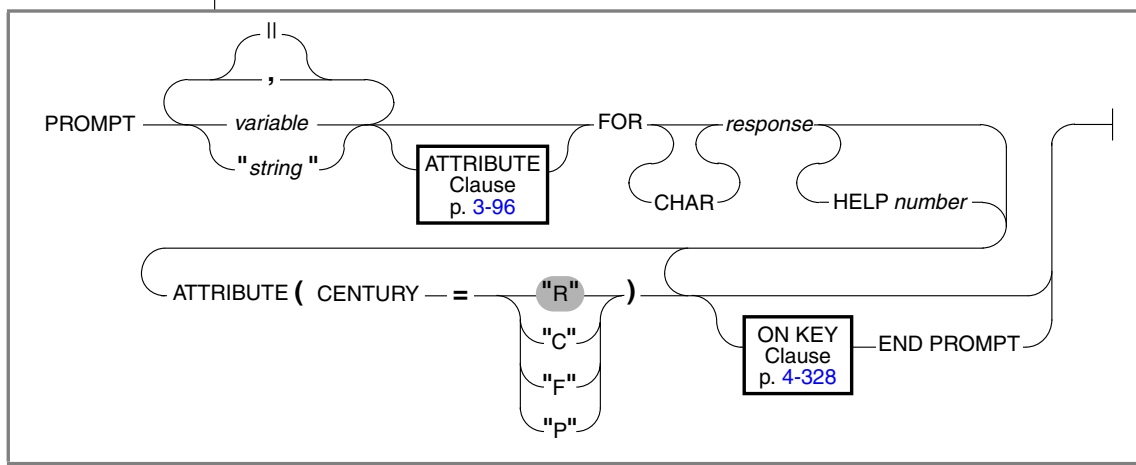 ||
,
PROMPT variable FOR response
"string"
ATTRIBUTE
Clause
p. 3-96
CHAR
HELP number
ATTRIBUTE ( CENTURY = "R" )
"C"
"F"
"P"
ON KEY
Clause
p. 4-328
END PROMPT